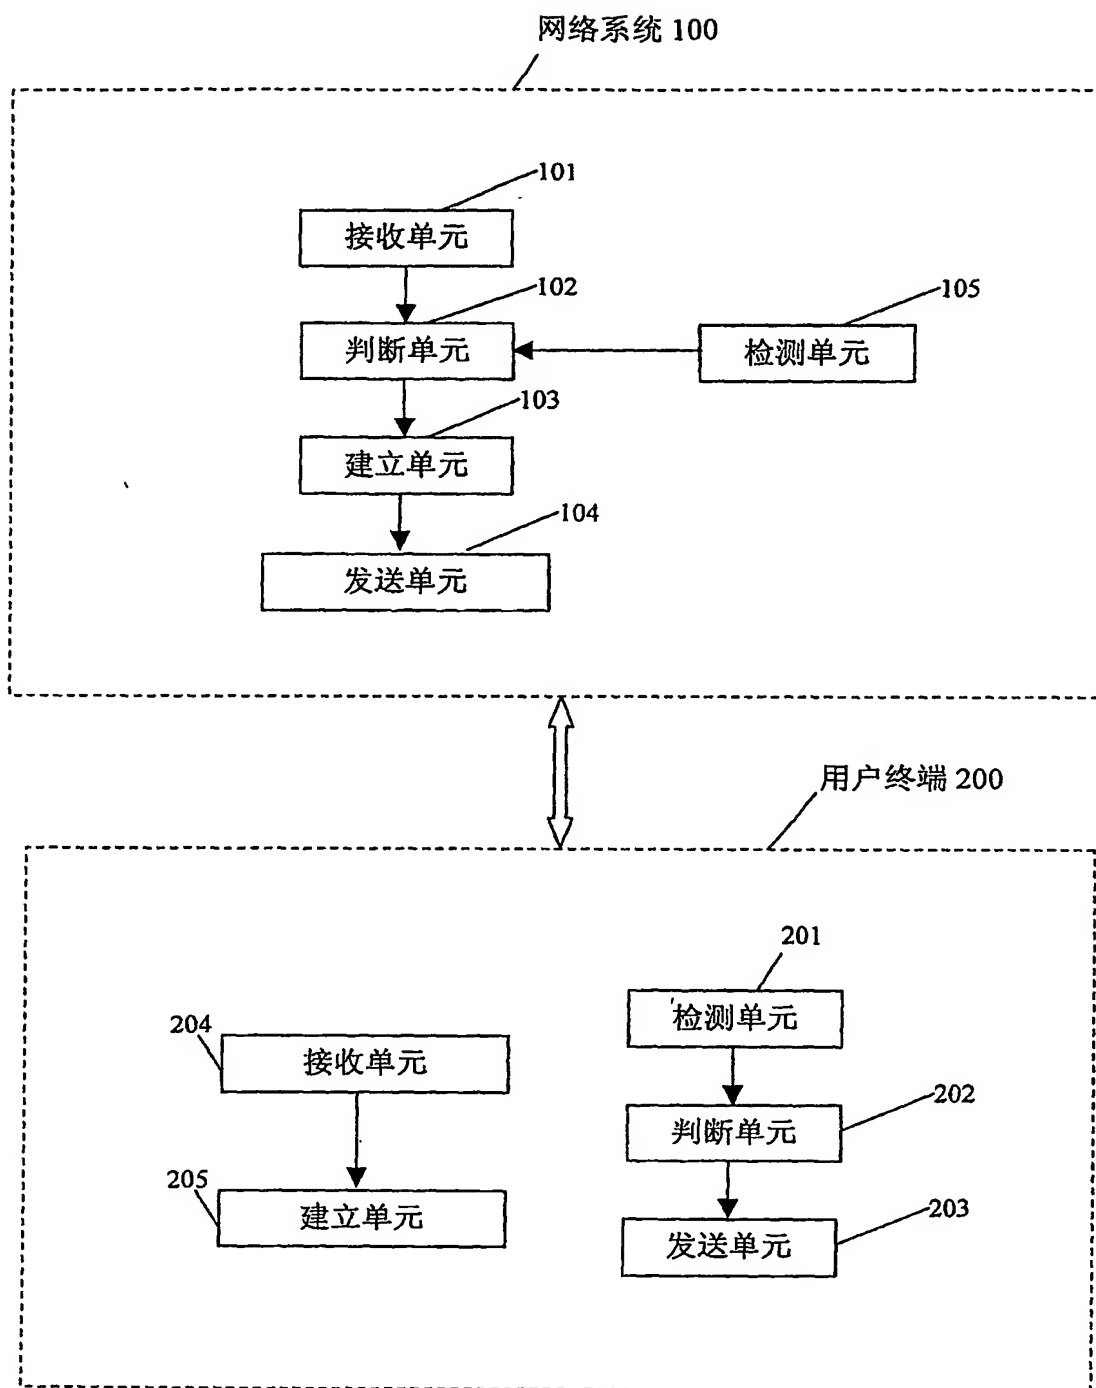 网络系统 100
101
接收单元
102
105
判断单元
检测单元
103
建立单元
104
发送单元
用户终端 200
201
检测单元
204
接收单元
202
判断单元
205
建立单元
203
发送单元